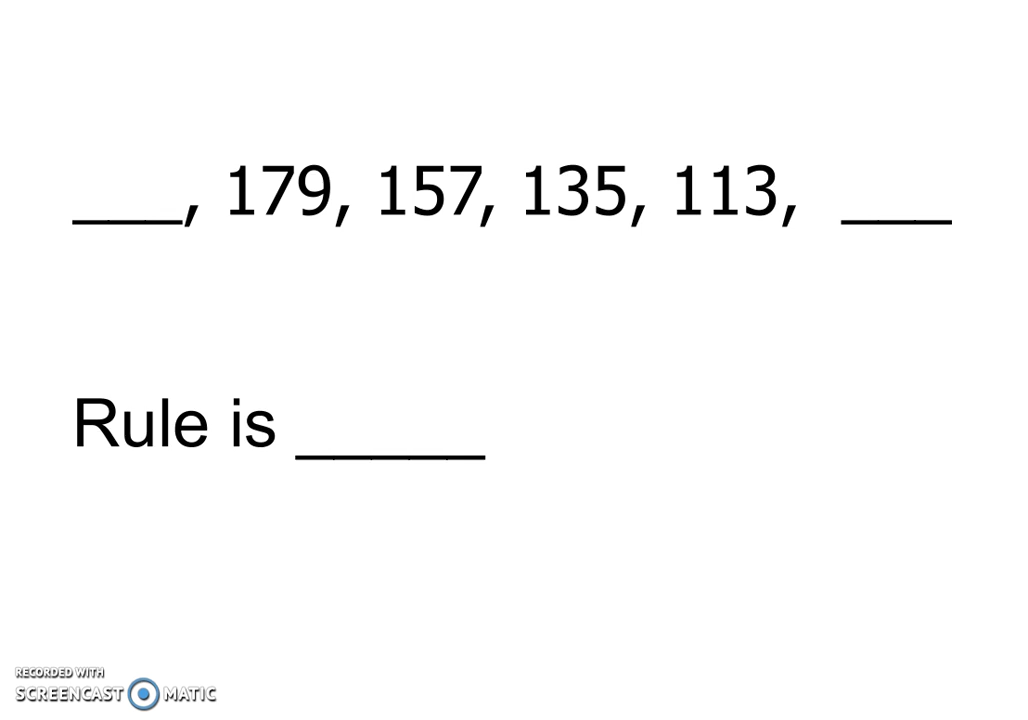 ___, 179, 157, 135, 113, ___
Rule is _____
RECORDED WITH
SCREENCAST MATIC